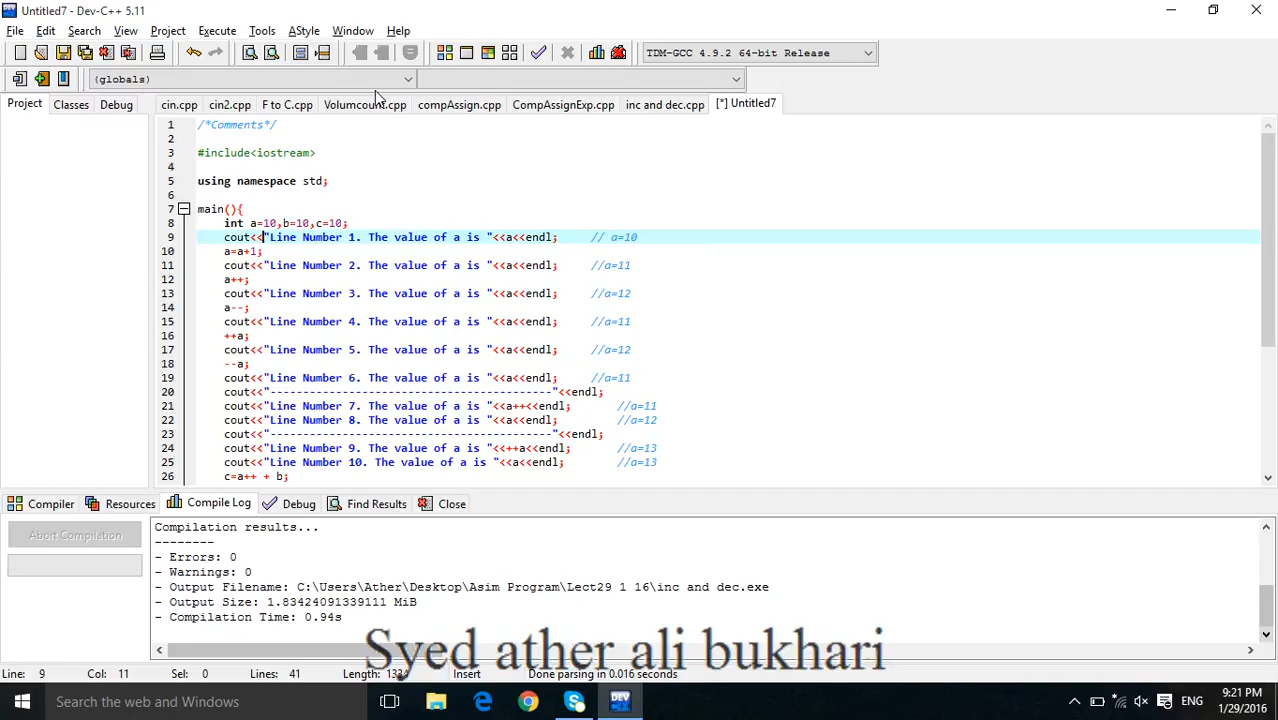 Untitled7 - Dev-C++ 5.11
File Edit Search View Project Execute Tools AStyle Window Help
TDM-GCC 4.9.2 64-bit Release
(globals)
Project Classes Debug cin.cpp cin2.cpp F to C.cpp Volumcount.cpp compAssign.cpp CompAssignExp.cpp inc and dec.cpp [*] Untitled7
1 /*Comments*/
2
3 #include<iostream>
4
5 using namespace std;
6
7 main(){
8 int a=10,b=10,c=10;
9 cout<<"Line Number 1. The value of a is "<<a<<endl; // a=10
10 a=a+1;
11 cout<<"Line Number 2. The value of a is "<<a<<endl; //a=11
12 a++;
13 cout<<"Line Number 3. The value of a is "<<a<<endl; //a=12
14 a--;
15 cout<<"Line Number 4. The value of a is "<<a<<endl; //a=11
16 ++a;
17 cout<<"Line Number 5. The value of a is "<<a<<endl; //a=12
18 --a;
19 cout<<"Line Number 6. The value of a is "<<a<<endl; //a=11
20 cout<<"-------------------------------------------"<<endl;
21 cout<<"Line Number 7. The value of a is "<<a++<<endl; //a=11
22 cout<<"Line Number 8. The value of a is "<<a<<endl; //a=12
23 cout<<"-------------------------------------------"<<endl;
24 cout<<"Line Number 9. The value of a is "<<++a<<endl; //a=13
25 cout<<"Line Number 10. The value of a is "<<a<<endl; //a=13
26 c=a++ + b;
Compiler Resources Compile Log Debug Find Results Close
Abort Compilation
Compilation results...
--------
- Errors: 0
- Warnings: 0
- Output Filename: C:\Users\Ather\Desktop\Asim Program\Lect29 1 16\inc and dec.exe
- Output Size: 1.83424091339111 MiB
- Compilation Time: 0.94s
Syed ather ali bukhari
Line: 9 Col: 11 Sel: 0 Lines: 41 Length: Insert Done parsing in 0.016 seconds
Search the web and Windows
DEV
ENG
9:21 PM
1/29/2016